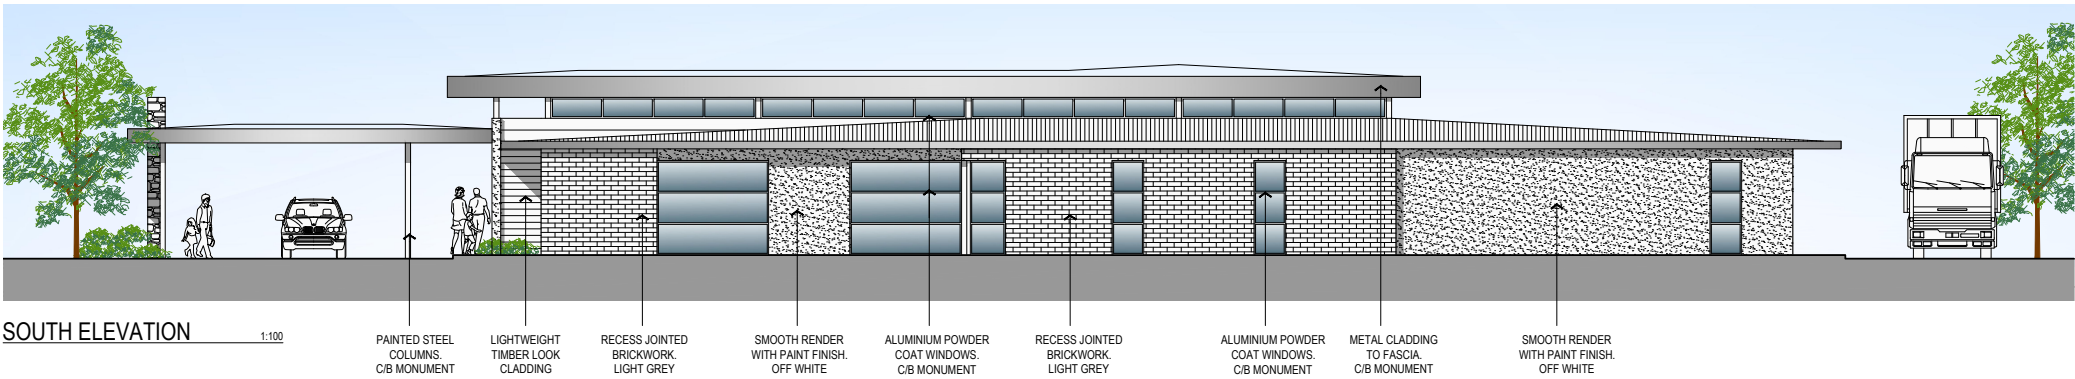 SOUTH ELEVATION
1:100
PAINTED STEEL
COLUMNS.
C/B MONUMENT
LIGHTWEIGHT
TIMBER LOOK
CLADDING
RECESS JOINTED
BRICKWORK.
LIGHT GREY
SMOOTH RENDER
WITH PAINT FINISH.
OFF WHITE
ALUMINIUM POWDER
COAT WINDOWS.
C/B MONUMENT
RECESS JOINTED
BRICKWORK.
LIGHT GREY
ALUMINIUM POWDER
COAT WINDOWS.
C/B MONUMENT
METAL CLADDING
TO FASCIA.
C/B MONUMENT
SMOOTH RENDER
WITH PAINT FINISH.
OFF WHITE